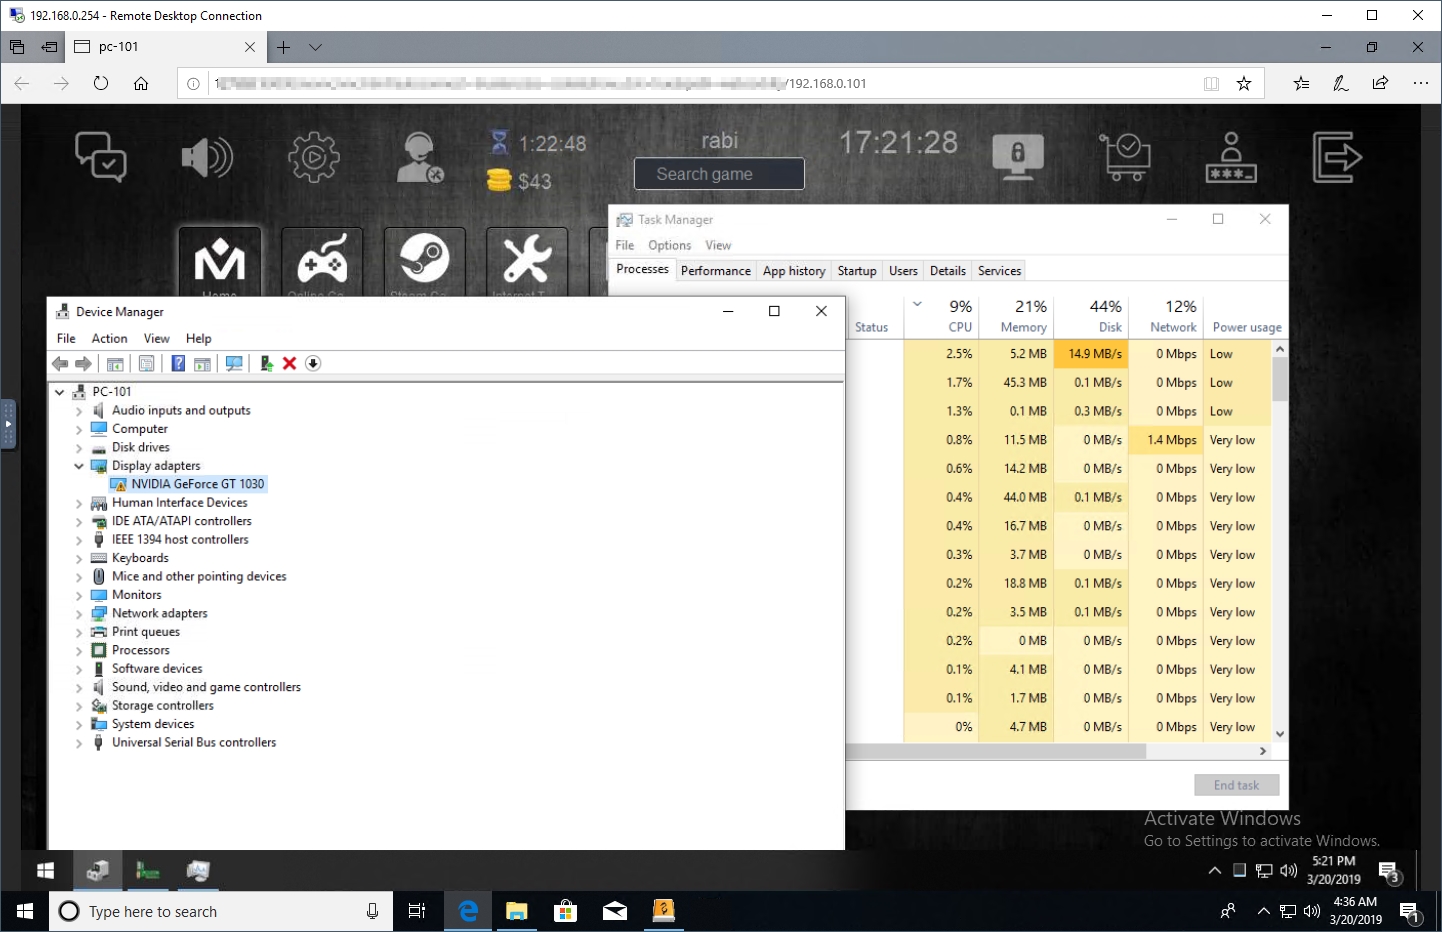 192.168.0.254 - Remote Desktop Connection
pc-101
/192.168.0.101
1:22:48
$43
rabi
Search game
17:21:28
Task Manager
File Options View
Processes Performance App history Startup Users Details Services
Status
9% CPU
21% Memory
44% Disk
12% Network
Power usage
2.5% 5.2 MB 14.9 MB/s 0 Mbps Low
1.7% 45.3 MB 0.1 MB/s 0 Mbps Low
1.3% 0.1 MB 0.3 MB/s 0 Mbps Low
0.8% 11.5 MB 0 MB/s 1.4 Mbps Very low
0.6% 14.2 MB 0 MB/s 0 Mbps Very low
0.4% 44.0 MB 0.1 MB/s 0 Mbps Very low
0.4% 16.7 MB 0 MB/s 0 Mbps Very low
0.3% 3.7 MB 0 MB/s 0 Mbps Very low
0.2% 18.8 MB 0.1 MB/s 0 Mbps Very low
0.2% 3.5 MB 0.1 MB/s 0 Mbps Very low
0.2% 0 MB 0 MB/s 0 Mbps Very low
0.1% 4.1 MB 0 MB/s 0 Mbps Very low
0.1% 1.7 MB 0 MB/s 0 Mbps Very low
0% 4.7 MB 0 MB/s 0 Mbps Very low
End task
Device Manager
File Action View Help
PC-101
Audio inputs and outputs
Computer
Disk drives
Display adapters
NVIDIA GeForce GT 1030
Human Interface Devices
IDE ATA/ATAPI controllers
IEEE 1394 host controllers
Keyboards
Mice and other pointing devices
Monitors
Network adapters
Print queues
Processors
Software devices
Sound, video and game controllers
Storage controllers
System devices
Universal Serial Bus controllers
Activate Windows
Go to Settings to activate Windows.
5:21 PM
3/20/2019
3
Type here to search
4:36 AM
3/20/2019
1